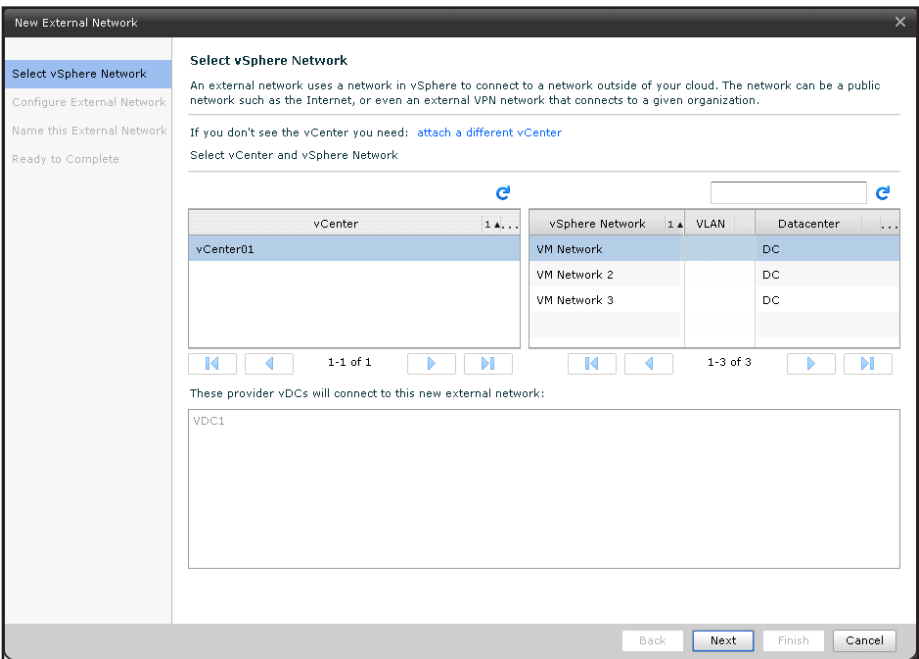 New External Network
Select vSphere Network
Configure External Network
Name this External Network
Ready to Complete
Select vSphere Network
An external network uses a network in vSphere to connect to a network outside of your cloud. The network can be a public
network such as the Internet, or even an external VPN network that connects to a given organization.
If you don't see the vCenter you need: attach a different vCenter
Select vCenter and vSphere Network
vCenter 1 ▲...
vCenter01
1-1 of 1
vSphere Network 1 ▲ VLAN Datacenter ...
VM Network DC
VM Network 2 DC
VM Network 3 DC
1-3 of 3
These provider vDCs will connect to this new external network:
VDC1
Back Next Finish Cancel